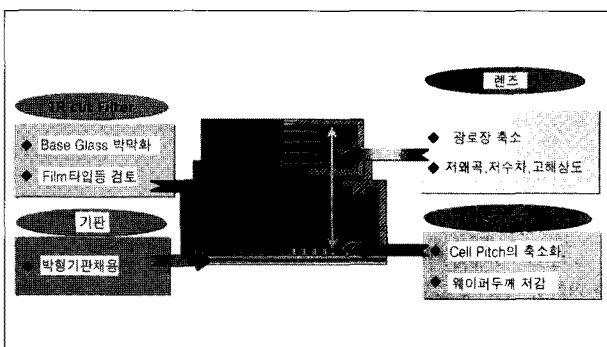 IR cut Filter
◆ Base Glass 박막화
◆ Film타입등 검토
기판
◆ 박형기판채용
렌즈
◆ 광로장 축소
◆ 저왜곡,저수차,고해상도
◆ Cell Pitch의 축소화
◆ 웨이퍼두께 저감